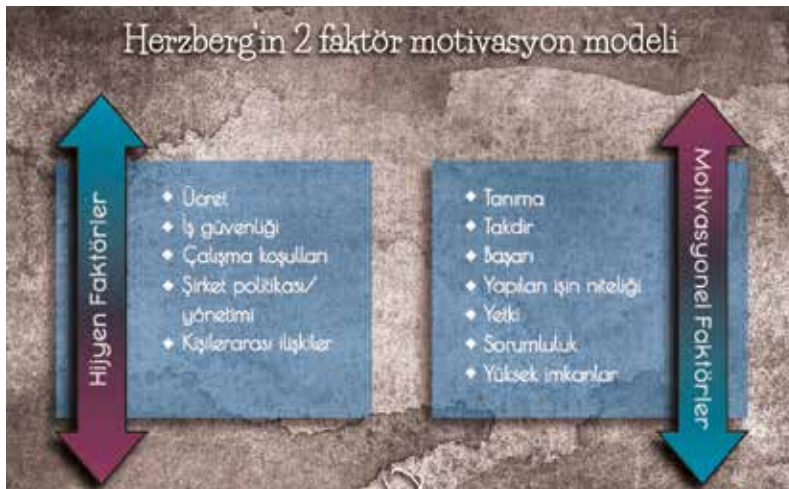 Herzberg'in 2 faktör motivasyon modeli
Hijyen Faktörler
◆ Ücret
◆ İş güvenliği
◆ Çalışma koşulları
◆ Şirket politikası/
yönetimi
◆ Kişilerarası ilişkiler
◆ Tanıma
◆ Takdir
◆ Başarı
◆ Yapılan işin niteliği
◆ Yetki
◆ Sorumluluk
◆ Yüksek imkanlar
Motivasyonel Faktörler